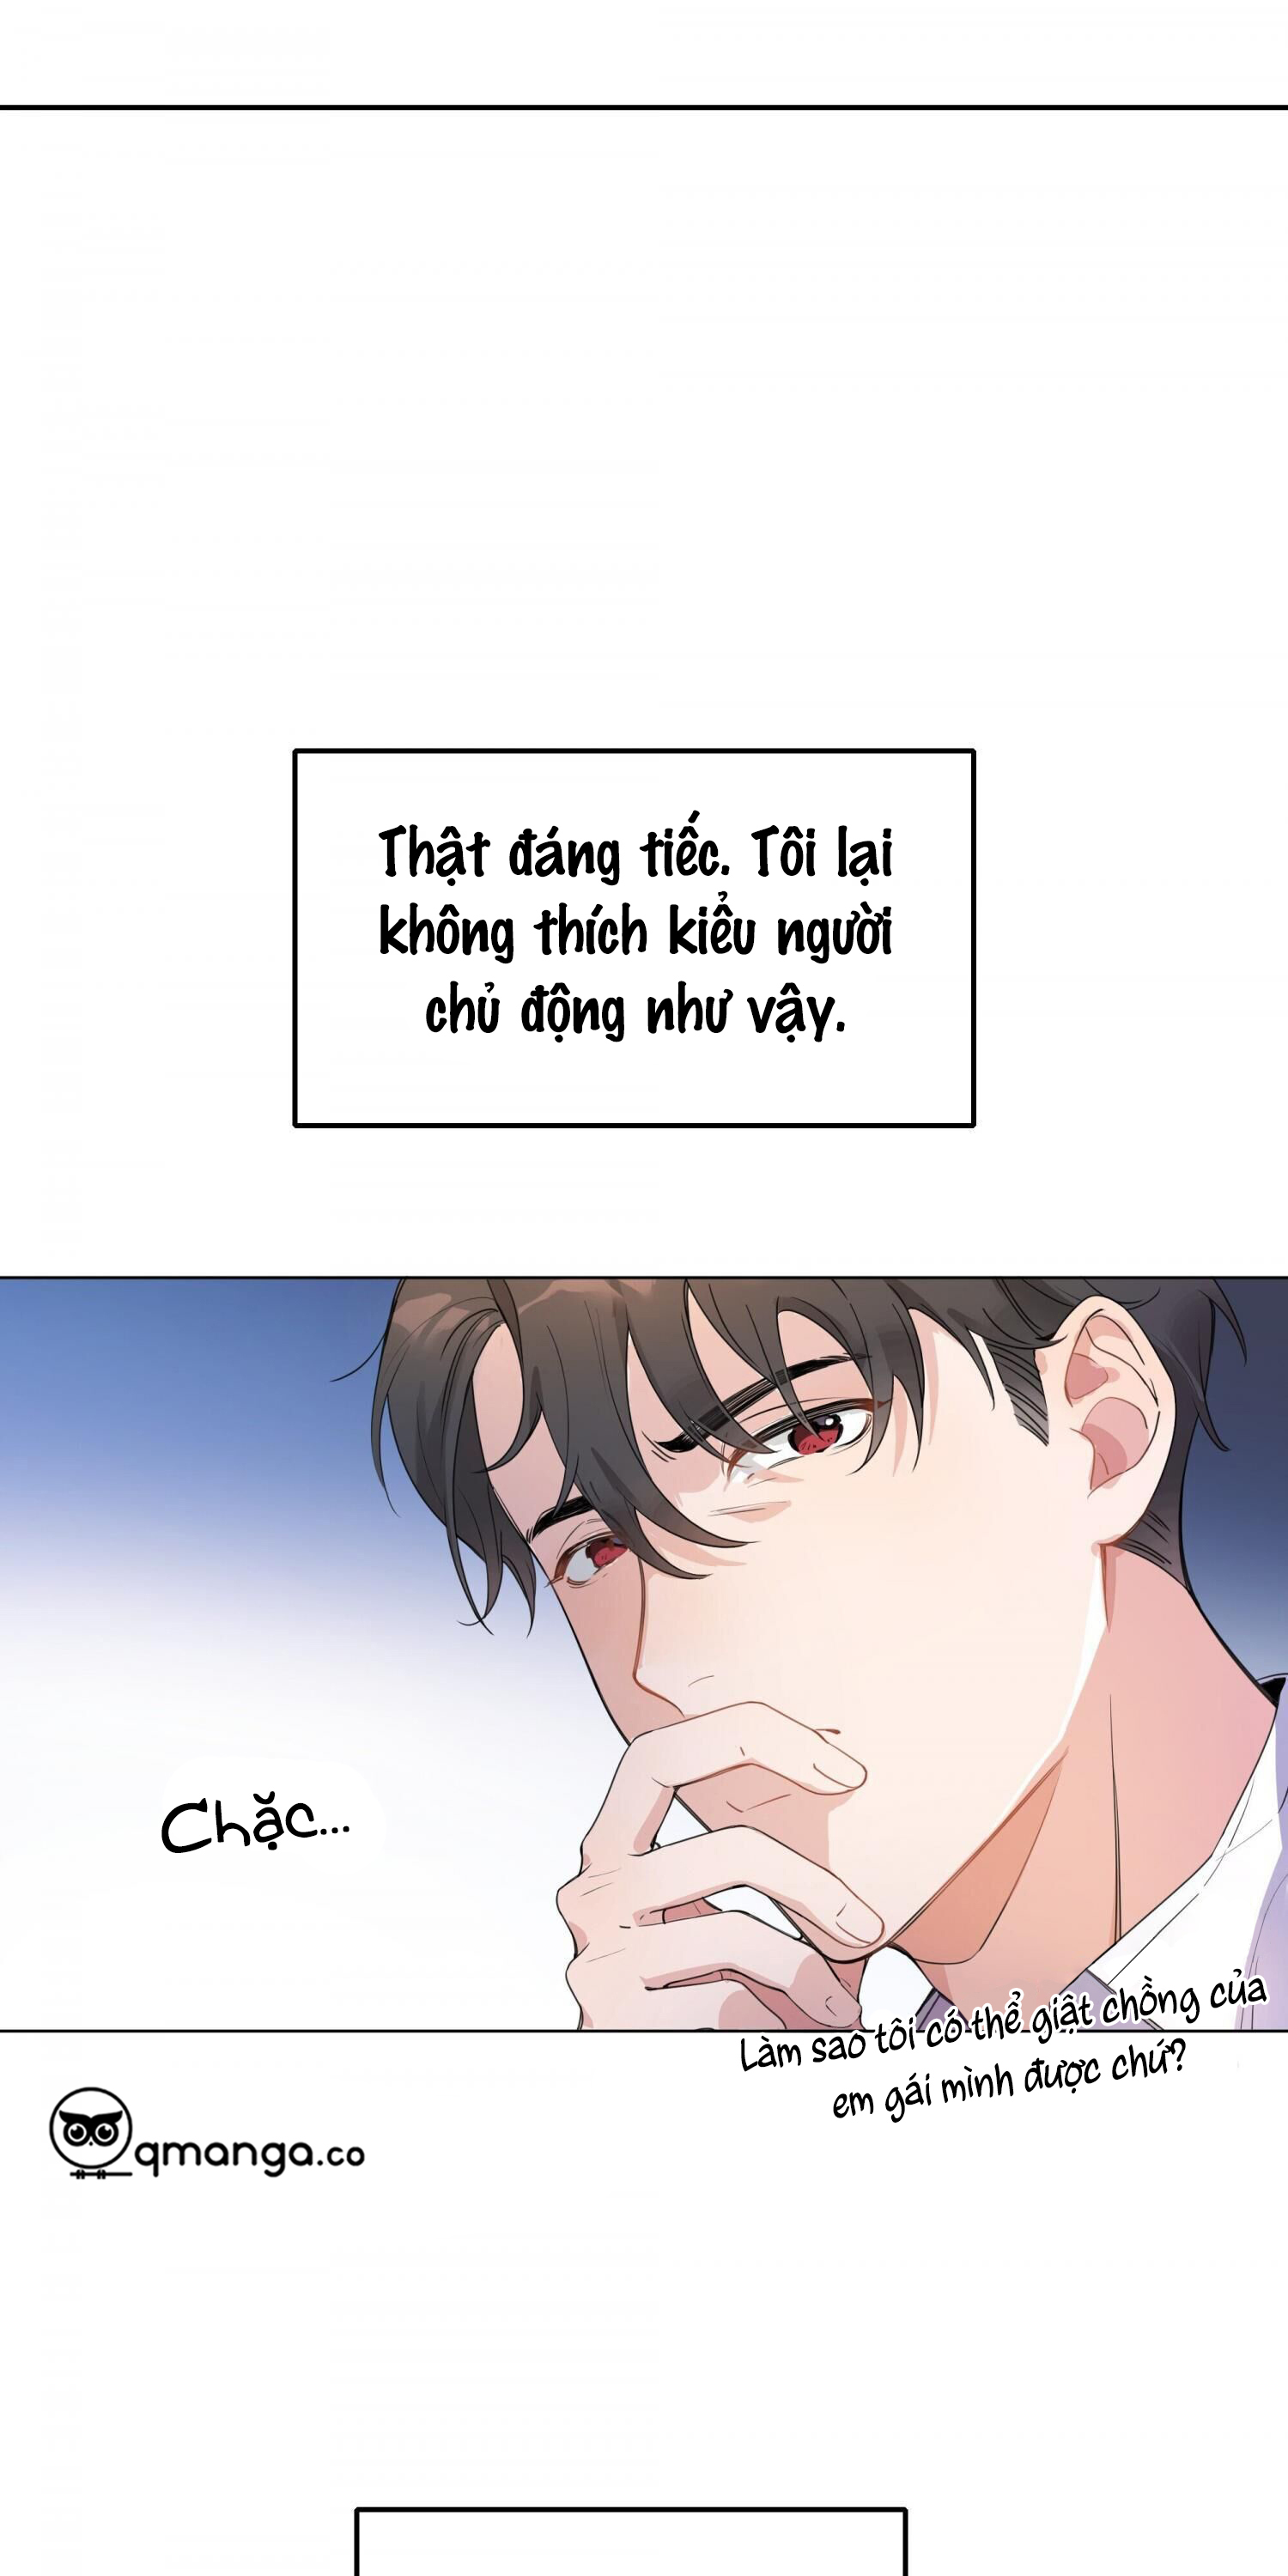 Thật đáng tiếc. Tôi lại
không thích kiểu người
chủ động như vậy.
Chặc...
Làm sao tôi có thể giật chồng của
em gái mình được chứ?
qmanga.co